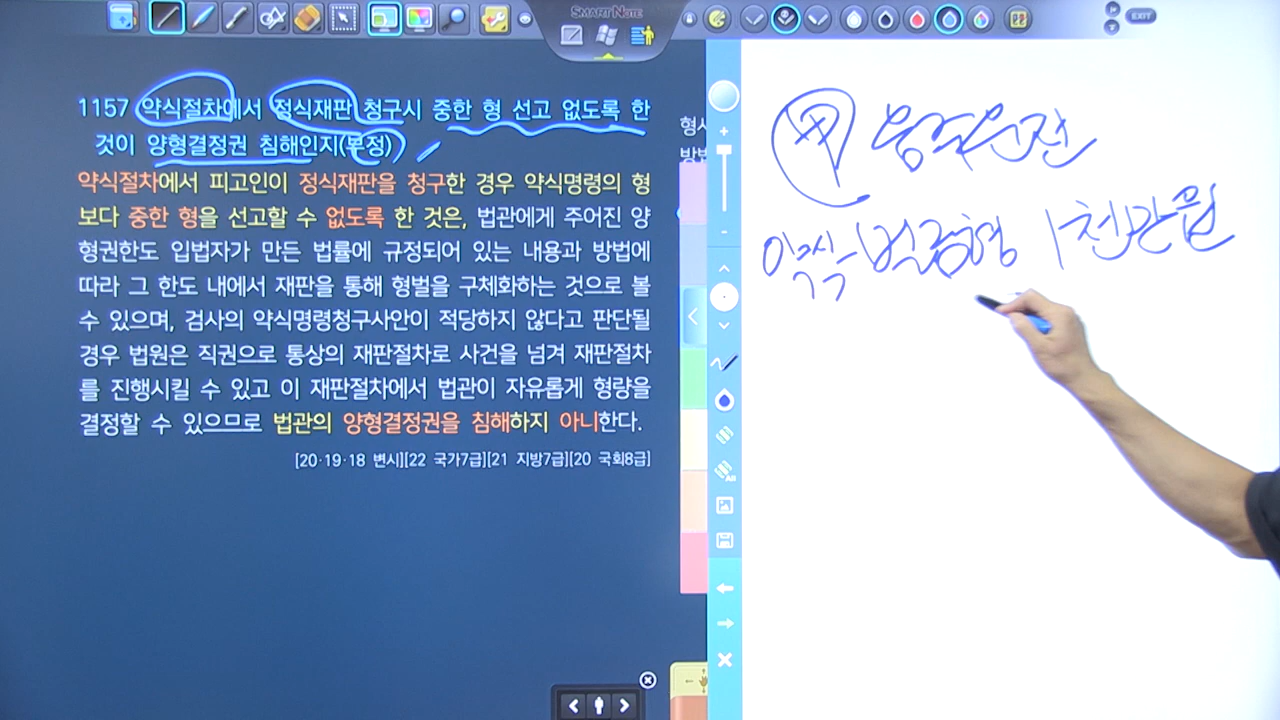 SMART NOTE
EXIT
1157 약식절차에서 정식재판 청구시 중한 형 선고 없도록 한
것이 양형결정권 침해인지(부정)
약식절차에서 피고인이 정식재판을 청구한 경우 약식명령의 형
보다 중한 형을 선고할 수 없도록 한 것은, 법관에게 주어진 양
형권한도 입법자가 만든 법률에 규정되어 있는 내용과 방법에
따라 그 한도 내에서 재판을 통해 형벌을 구체화하는 것으로 볼
수 있으며, 검사의 약식명령청구사안이 적당하지 않다고 판단될
경우 법원은 직권으로 통상의 재판절차로 사건을 넘겨 재판절차
를 진행시킬 수 있고 이 재판절차에서 법관이 자유롭게 형량을
결정할 수 있으므로 법관의 양형결정권을 침해하지 아니한다.
[20·19·18 변시][22 국가7급][21 지방7급][20 국회8급]
형사
All
甲 음주운전
약식 벌금형 1천만원